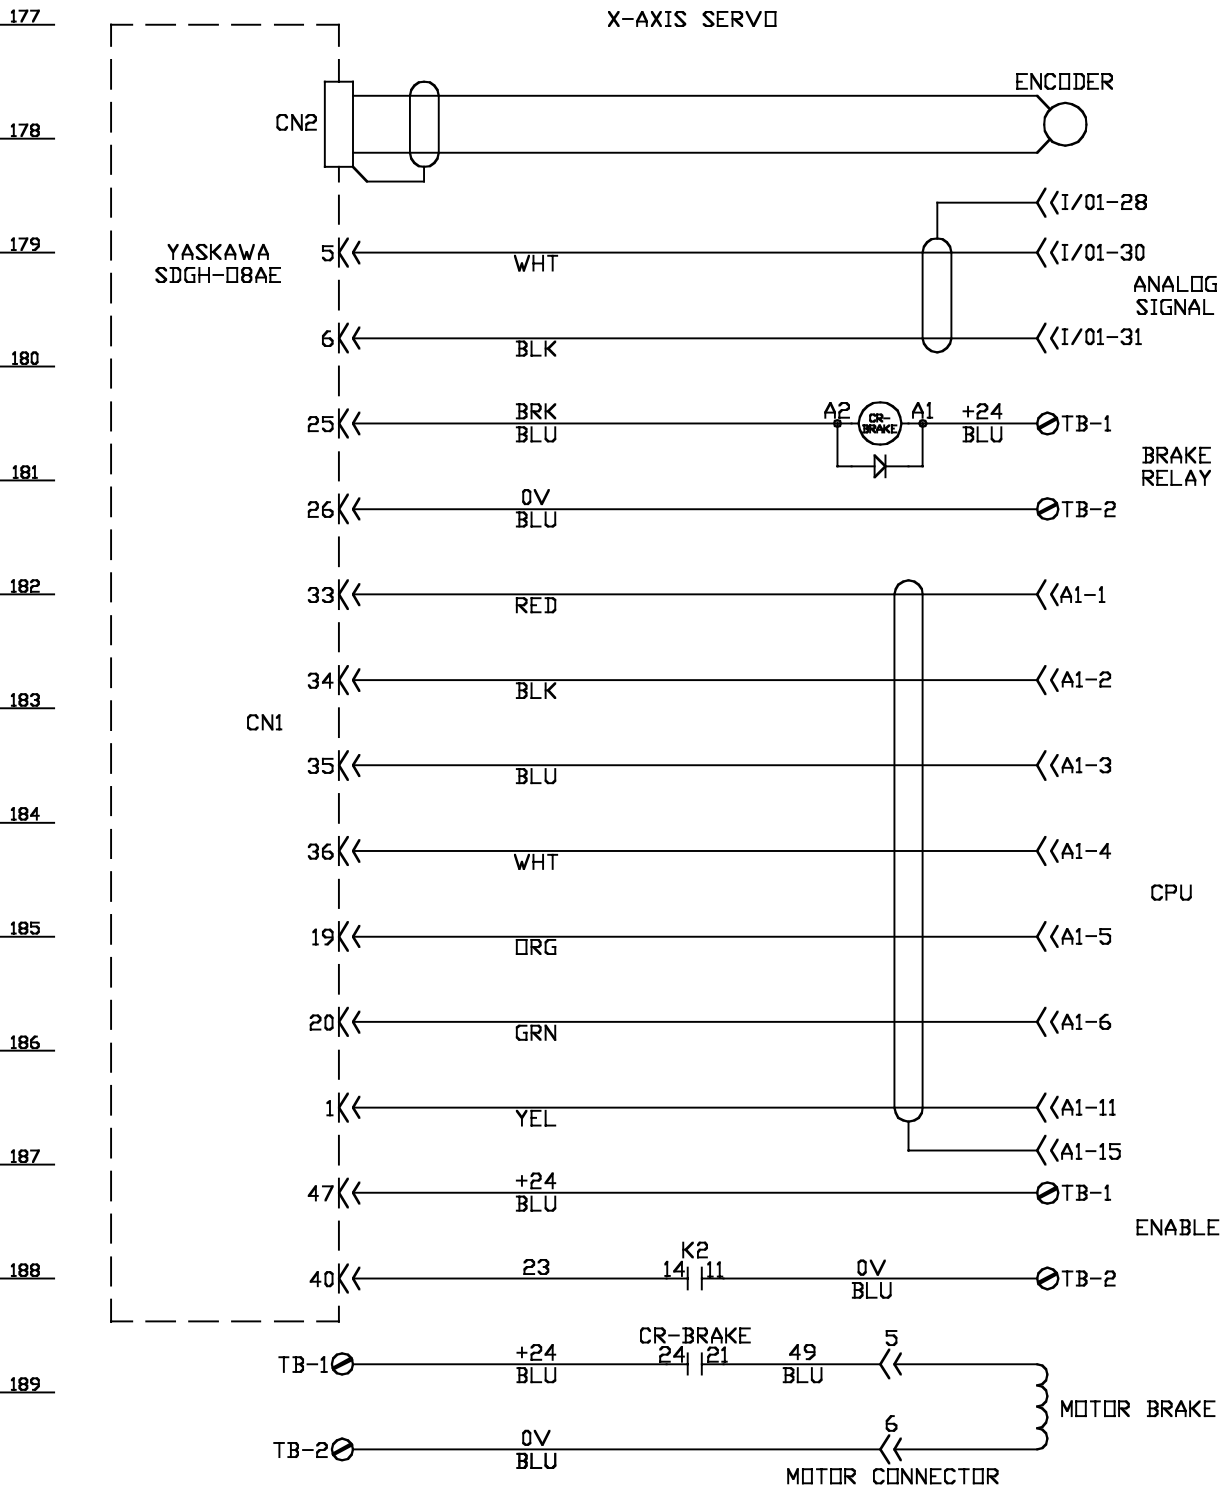 177
X-AXIS SERVO
ENCODER
CN2
178
I/01-28
179
YASKAWA
SDGH-08AE
5
WHT
I/01-30
ANALOG
SIGNAL
6
BLK
I/01-31
180
25
BRK
BLU
A2
CR-
BRAKE
A1
+24
BLU
TB-1
BRAKE
RELAY
181
26
0V
BLU
TB-2
182
33
RED
A1-1
34
BLK
A1-2
183
CN1
35
BLU
A1-3
184
36
WHT
A1-4
CPU
185
19
ORG
A1-5
20
GRN
A1-6
186
1
YEL
A1-11
A1-15
187
47
+24
BLU
TB-1
ENABLE
188
40
23
K2
14 11
0V
BLU
TB-2
CR-BRAKE
TB-1
+24
BLU
24 21
49
BLU
5
189
MOTOR BRAKE
TB-2
0V
BLU
6
MOTOR CONNECTOR